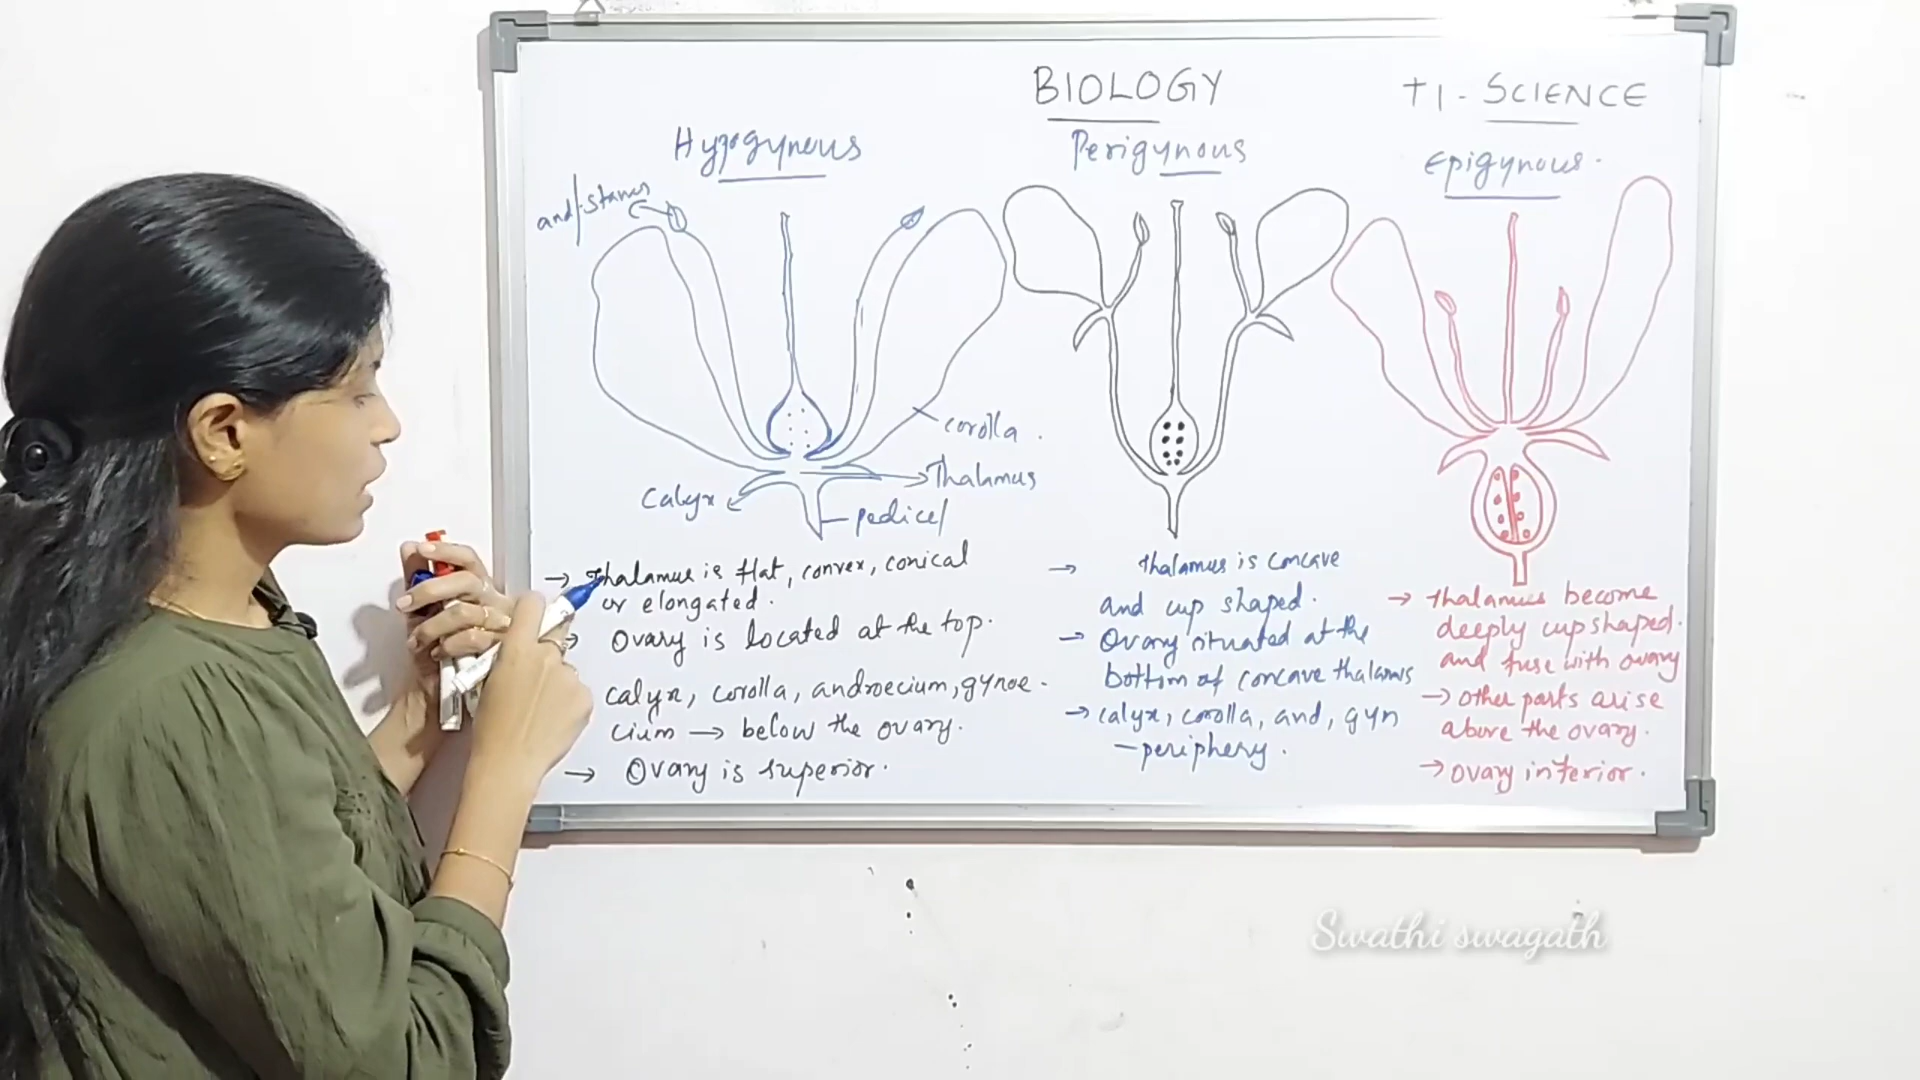 BIOLOGY
+1 - SCIENCE
Hypogynous
and/stames
corolla .
Thalamus
Calyx
pedicel
→ Thalamus is flat, convex, conical
or elongated.
→ Ovary is located at the top.
calyx, corolla, androecium, gynoe -
cium → below the ovary.
→ Ovary is superior.
Perigynous
→ Thalamus is concave
and cup shaped.
→ Ovary situated at the
bottom of concave thalamus
→ calyx, corolla, and, gyn
- periphery.
Epigynous.
→ Thalamus become
deeply cup shaped.
and fuse with ovary
→ other parts arise
above the ovary.
→ ovary inferior.
Swathi swagath